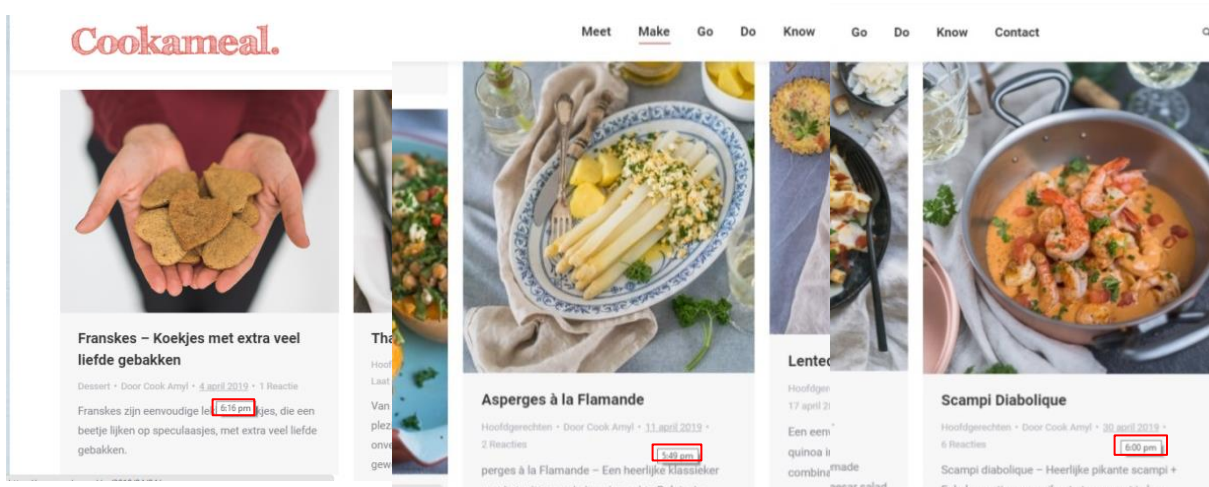 Cookameal.
Meet Make Go Do Know Go Do Know Contact
Franskes – Koekjes met extra veel
liefde gebakken
Dessert • Door Cook Amyl • 4 april 2019 • 1 Reactie
6:16 pm
Franskes zijn eenvoudige kjes, die een
beetje lijken op speculaasjes, met extra veel liefde
gebakken.
Tha
Hoof
Laat
Van
plez
onve
gew
Asperges à la Flamande
Hoofdgerechten • Door Cook Amyl • 11 april 2019 •
2 Reacties
5:49 pm
perges à la Flamande – Een heerlijke klassieker
Lente
Hoofdger
17 april 2
Een een
quinoa i
combina
made
Scampi Diabolique
Hoofdgerechten • Door Cook Amyl • 30 april 2019 •
6 Reacties
6:00 pm
Scampi diabolique – Heerlijke pikante scampi +